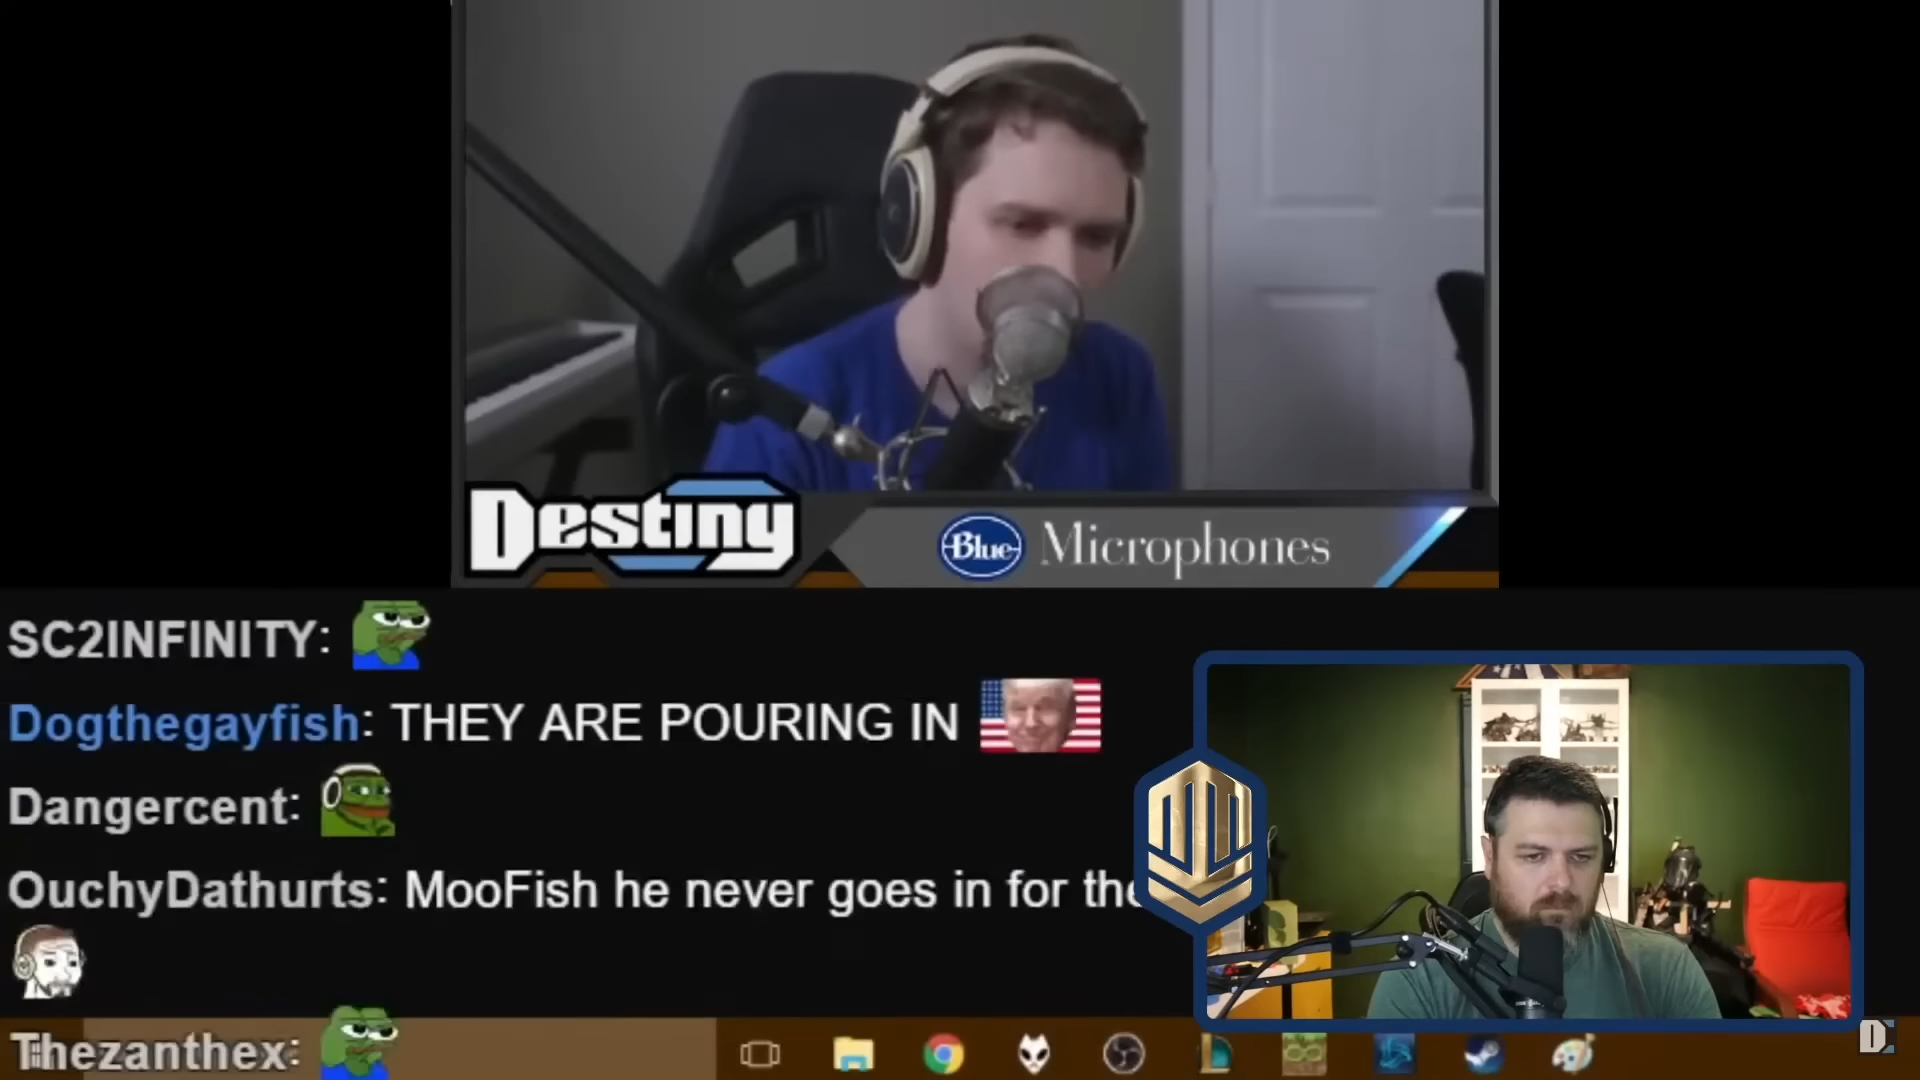 Destiny
Blue Microphones
SC2INFINITY:
Dogthegayfish: THEY ARE POURING IN
Dangercent:
OuchyDathurts: MooFish he never goes in for the
Thezanthex:
D.